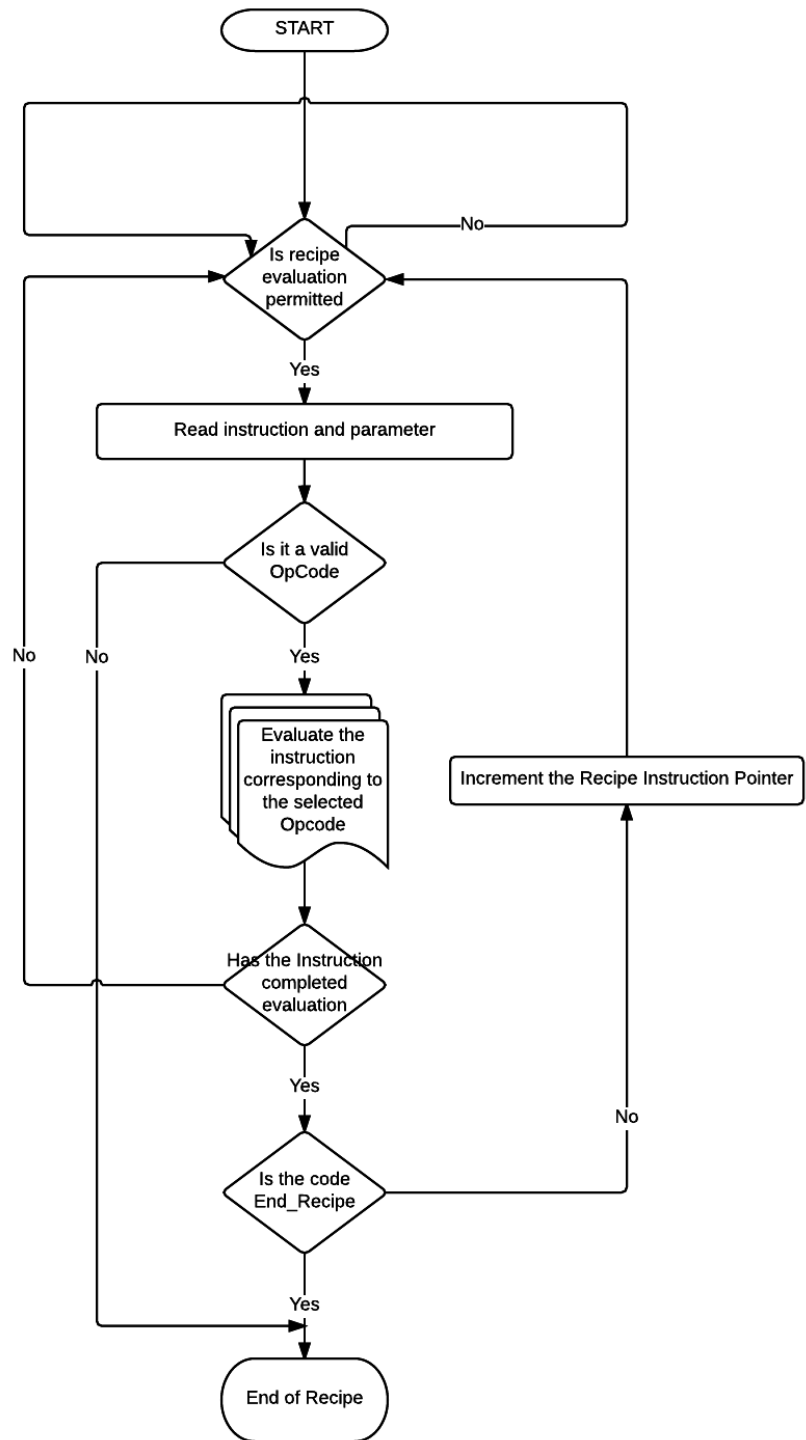 START
No
Is recipe
evaluation
permitted
Yes
Read instruction and parameter
Is it a valid
OpCode
No
No
Yes
Evaluate the
instruction
corresponding to
the selected
Opcode
Increment the Recipe Instruction Pointer
Has the Instruction
completed
evaluation
Yes
No
Is the code
End_Recipe
Yes
End of Recipe